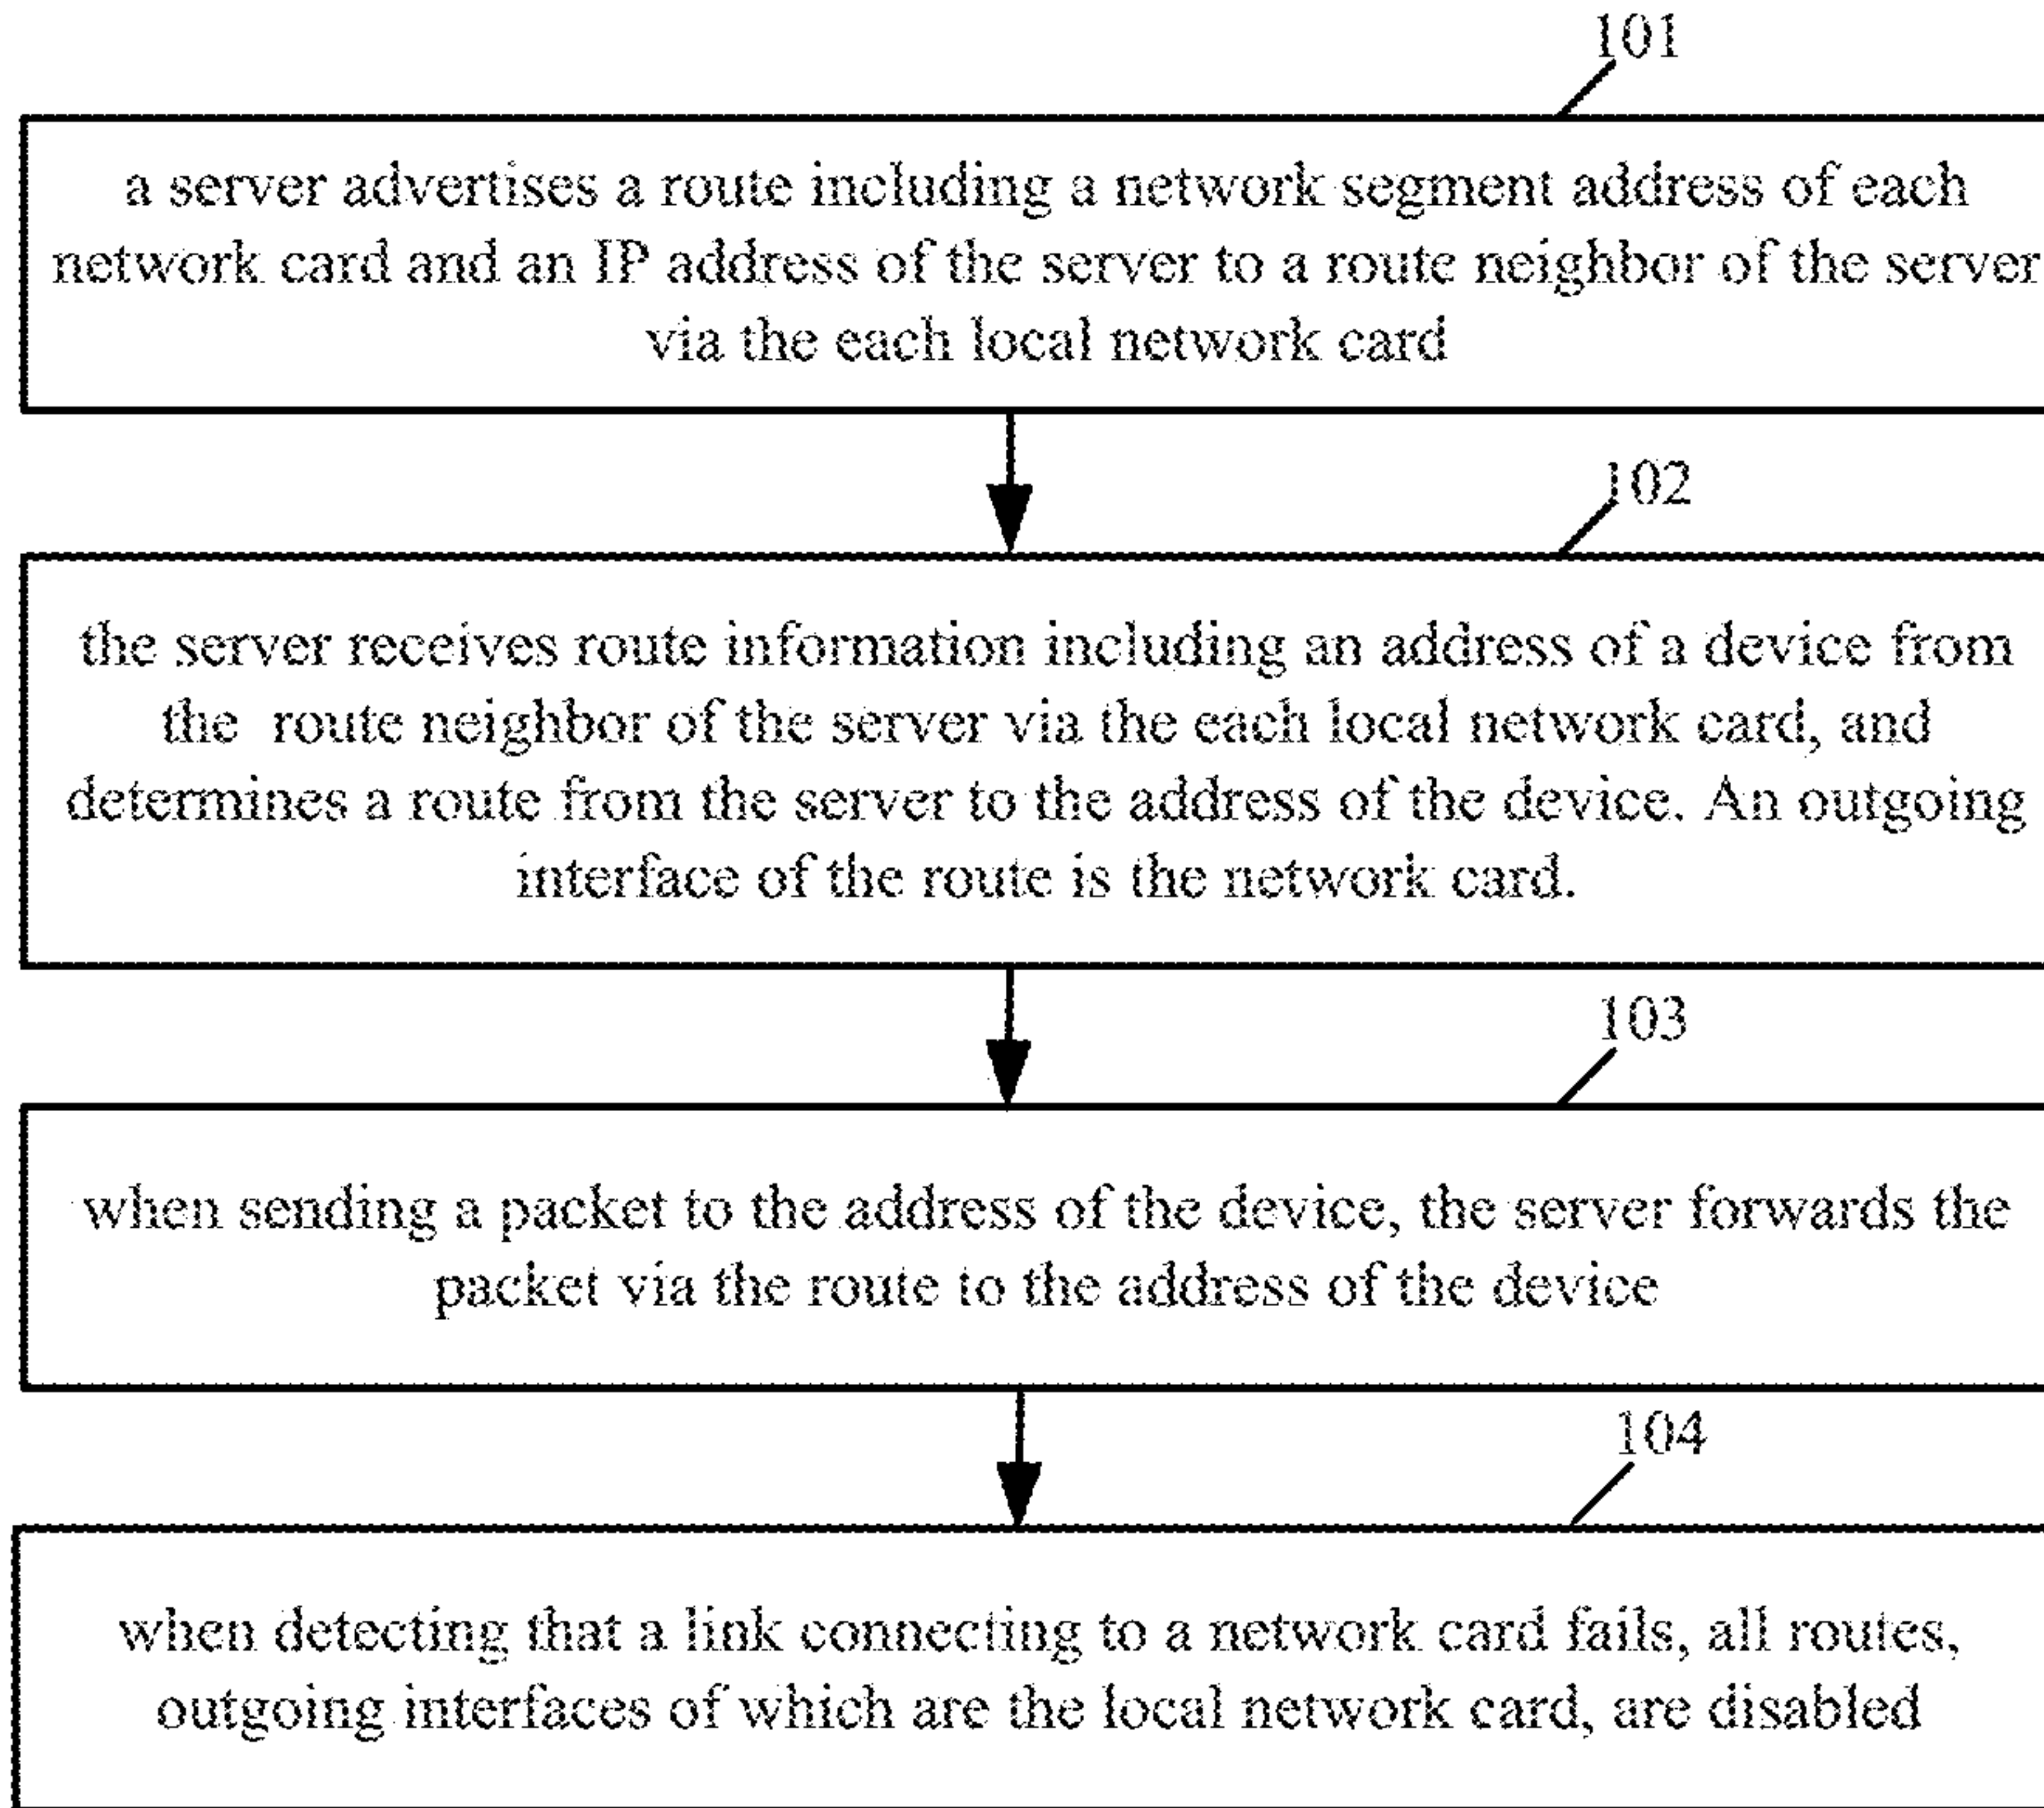 101
a server advertises a route including a network segment address of each
network card and an IP address of the server to a route neighbor of the server
via the each local network card
102
the server receives route information including an address of a device from
the route neighbor of the server via the each local network card, and
determines a route from the server to the address of the device. An outgoing
interface of the route is the network card.
103
when sending a packet to the address of the device, the server forwards the
packet via the route to the address of the device
104
when detecting that a link connecting to a network card fails, all routes,
outgoing interfaces of which are the local network card, are disabled